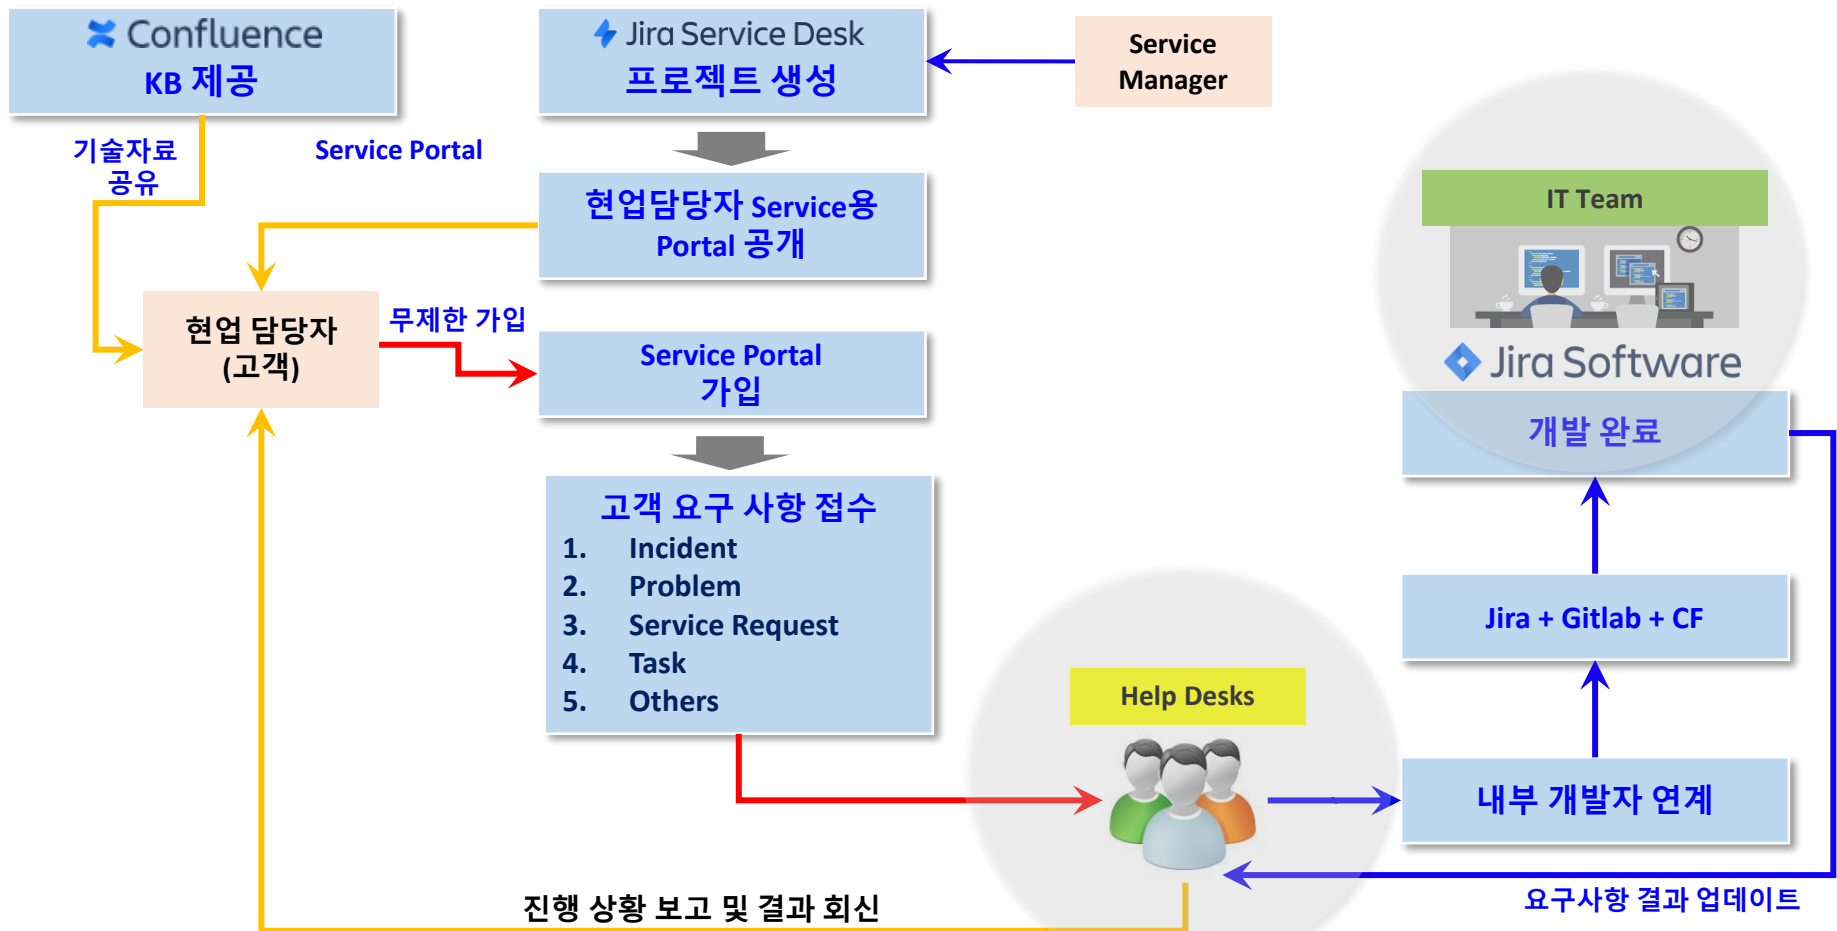 Confluence
KB 제공
Jira Service Desk
프로젝트 생성
Service
Manager
기술자료
공유
Service Portal
현업담당자 Service용
Portal 공개
현업 담당자
(고객)
무제한 가입
Service Portal
가입
고객 요구 사항 접수
1. Incident
2. Problem
3. Service Request
4. Task
5. Others
Help Desks
IT Team
Jira Software
개발 완료
Jira + Gitlab + CF
내부 개발자 연계
요구사항 결과 업데이트
진행 상황 보고 및 결과 회신